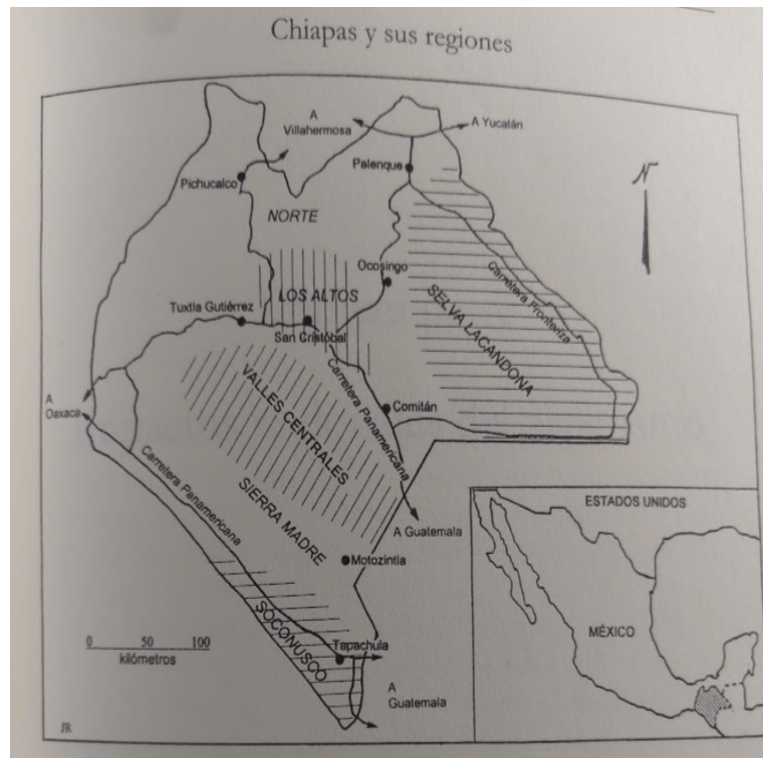 Chiapas y sus regiones
A
Villahermosa
A Yucatán
Palenque
Pichucalco
N
NORTE
Ocosingo
Carretera Fronteriza
LOS ALTOS
SELVA LACANDONA
Tuxtla Gutiérrez
San Cristóbal
A
Oaxaca
VALLES CENTRALES
Carretera Panamericana
Comitán
Carretera Panamericana
SIERRA MADRE
A Guatemala
Motozintla
ESTADOS UNIDOS
MÉXICO
SOCONUSCO
0 50 100
kilómetros
Tapachula
A
Guatemala
JR